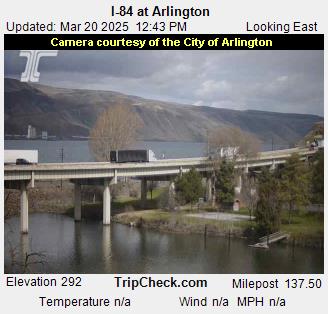 I-84 at Arlington
Updated: Mar 20 2025 12:43 PM Looking East
Camera courtesy of the City of Arlington
Elevation 292 TripCheck.com Milepost 137.50
Temperature n/a Wind n/a MPH n/a